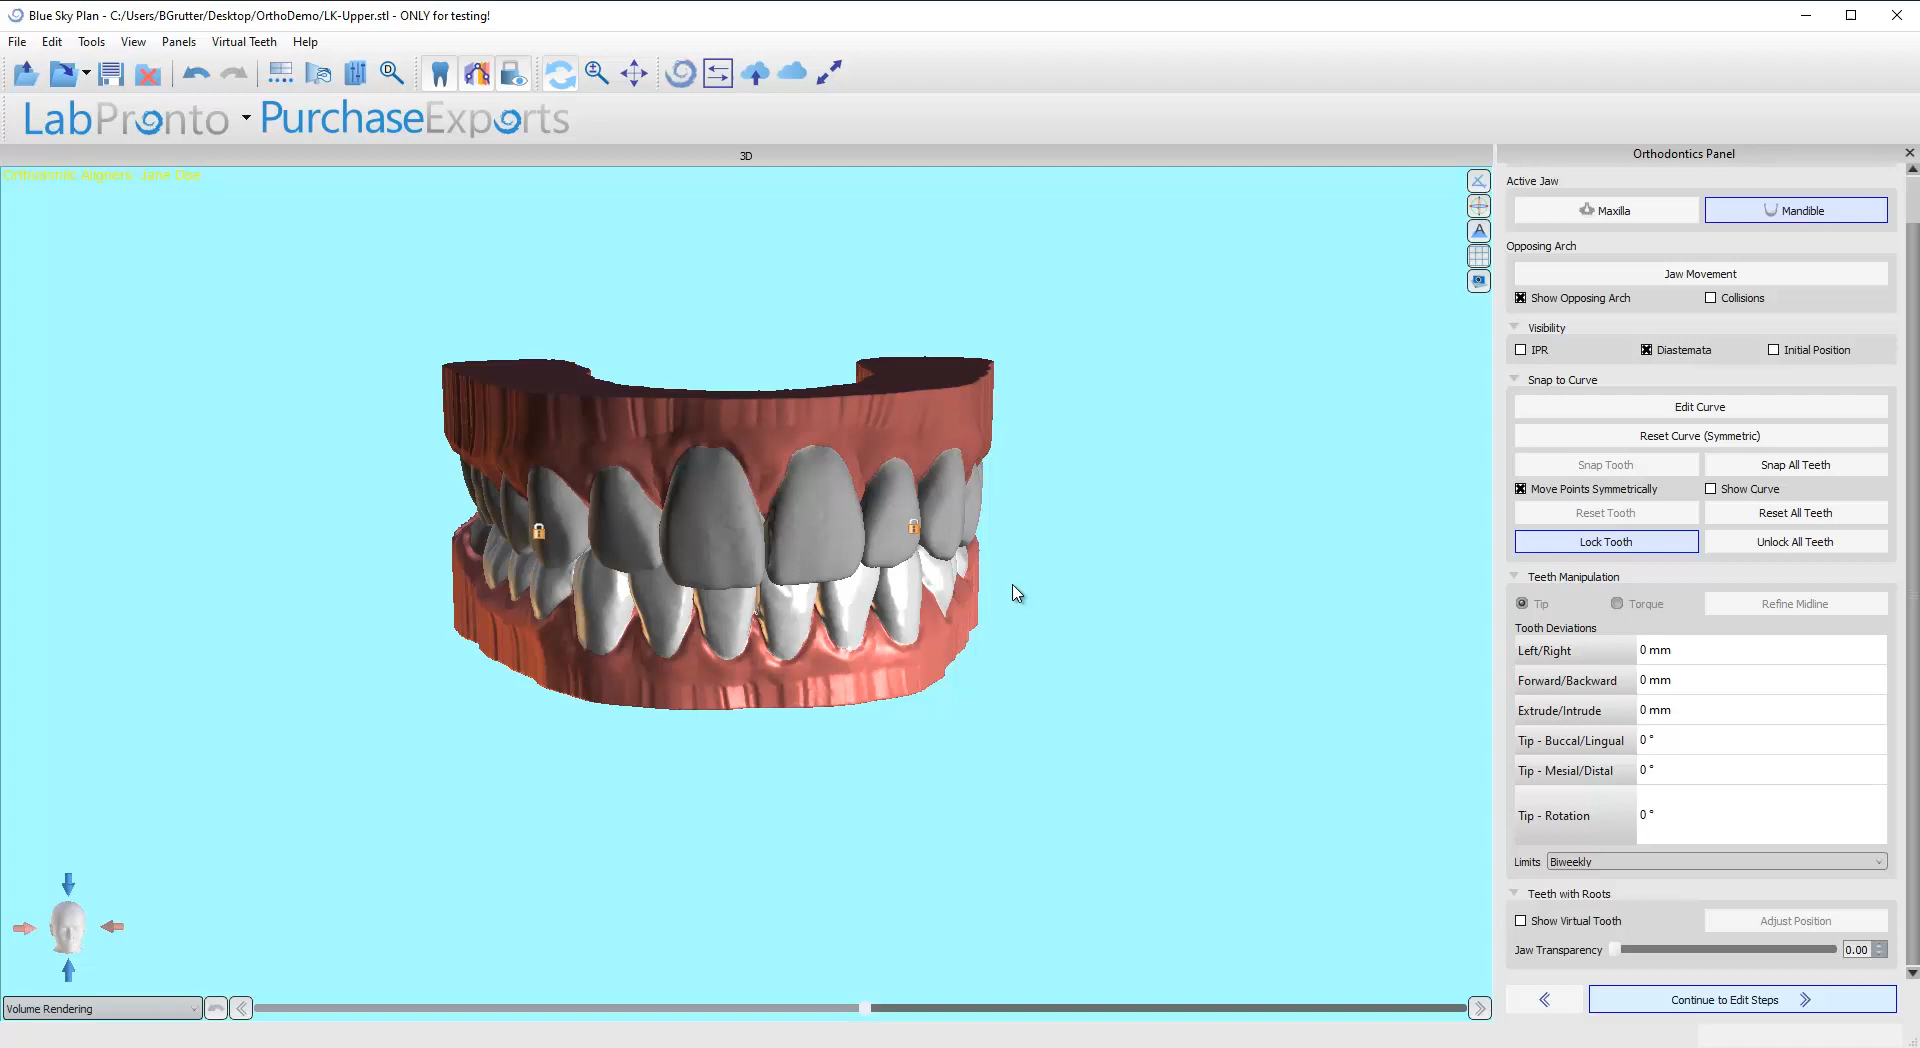 Blue Sky Plan - C:/Users/BGrutter/Desktop/OrthoDemo/LK-Upper.stl - ONLY for testing!
File Edit Tools View Panels Virtual Teeth Help
D
LabPronto PurchaseExports
3D
Orthodontic Aligners: Jane Doe
A
Orthodontics Panel
Active Jaw
Maxilla Mandible
Opposing Arch
Jaw Movement
Show Opposing Arch Collisions
Visibility
IPR Diastemata Initial Position
Snap to Curve
Edit Curve
Reset Curve (Symmetric)
Snap Tooth Snap All Teeth
Move Points Symmetrically Show Curve
Reset Tooth Reset All Teeth
Lock Tooth Unlock All Teeth
Teeth Manipulation
Tip Torque Refine Midline
Tooth Deviations
Left/Right 0 mm
Forward/Backward 0 mm
Extrude/Intrude 0 mm
Tip - Buccal/Lingual 0 °
Tip - Mesial/Distal 0 °
Tip - Rotation 0 °
Limits Biweekly
Teeth with Roots
Show Virtual Tooth Adjust Position
Jaw Transparency 0.00
Continue to Edit Steps
Volume Rendering